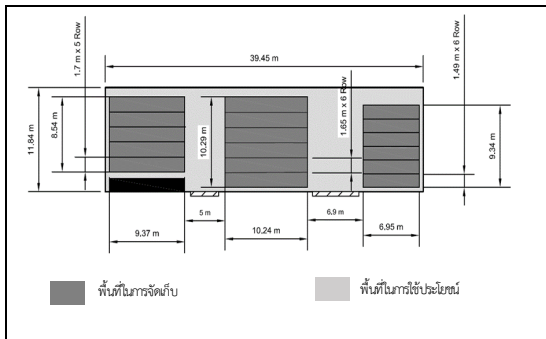 39.45 m
1.7 m x 5 Row
1.49 m x 6 Row
11.84 m
8.54 m
10.29 m
1.65 m x 6 Row
9.34 m
9.37 m
5 m
10.24 m
6.9 m
6.95 m
พื้นที่ในการจัดเก็บ
พื้นที่ในการใช้ประโยชน์